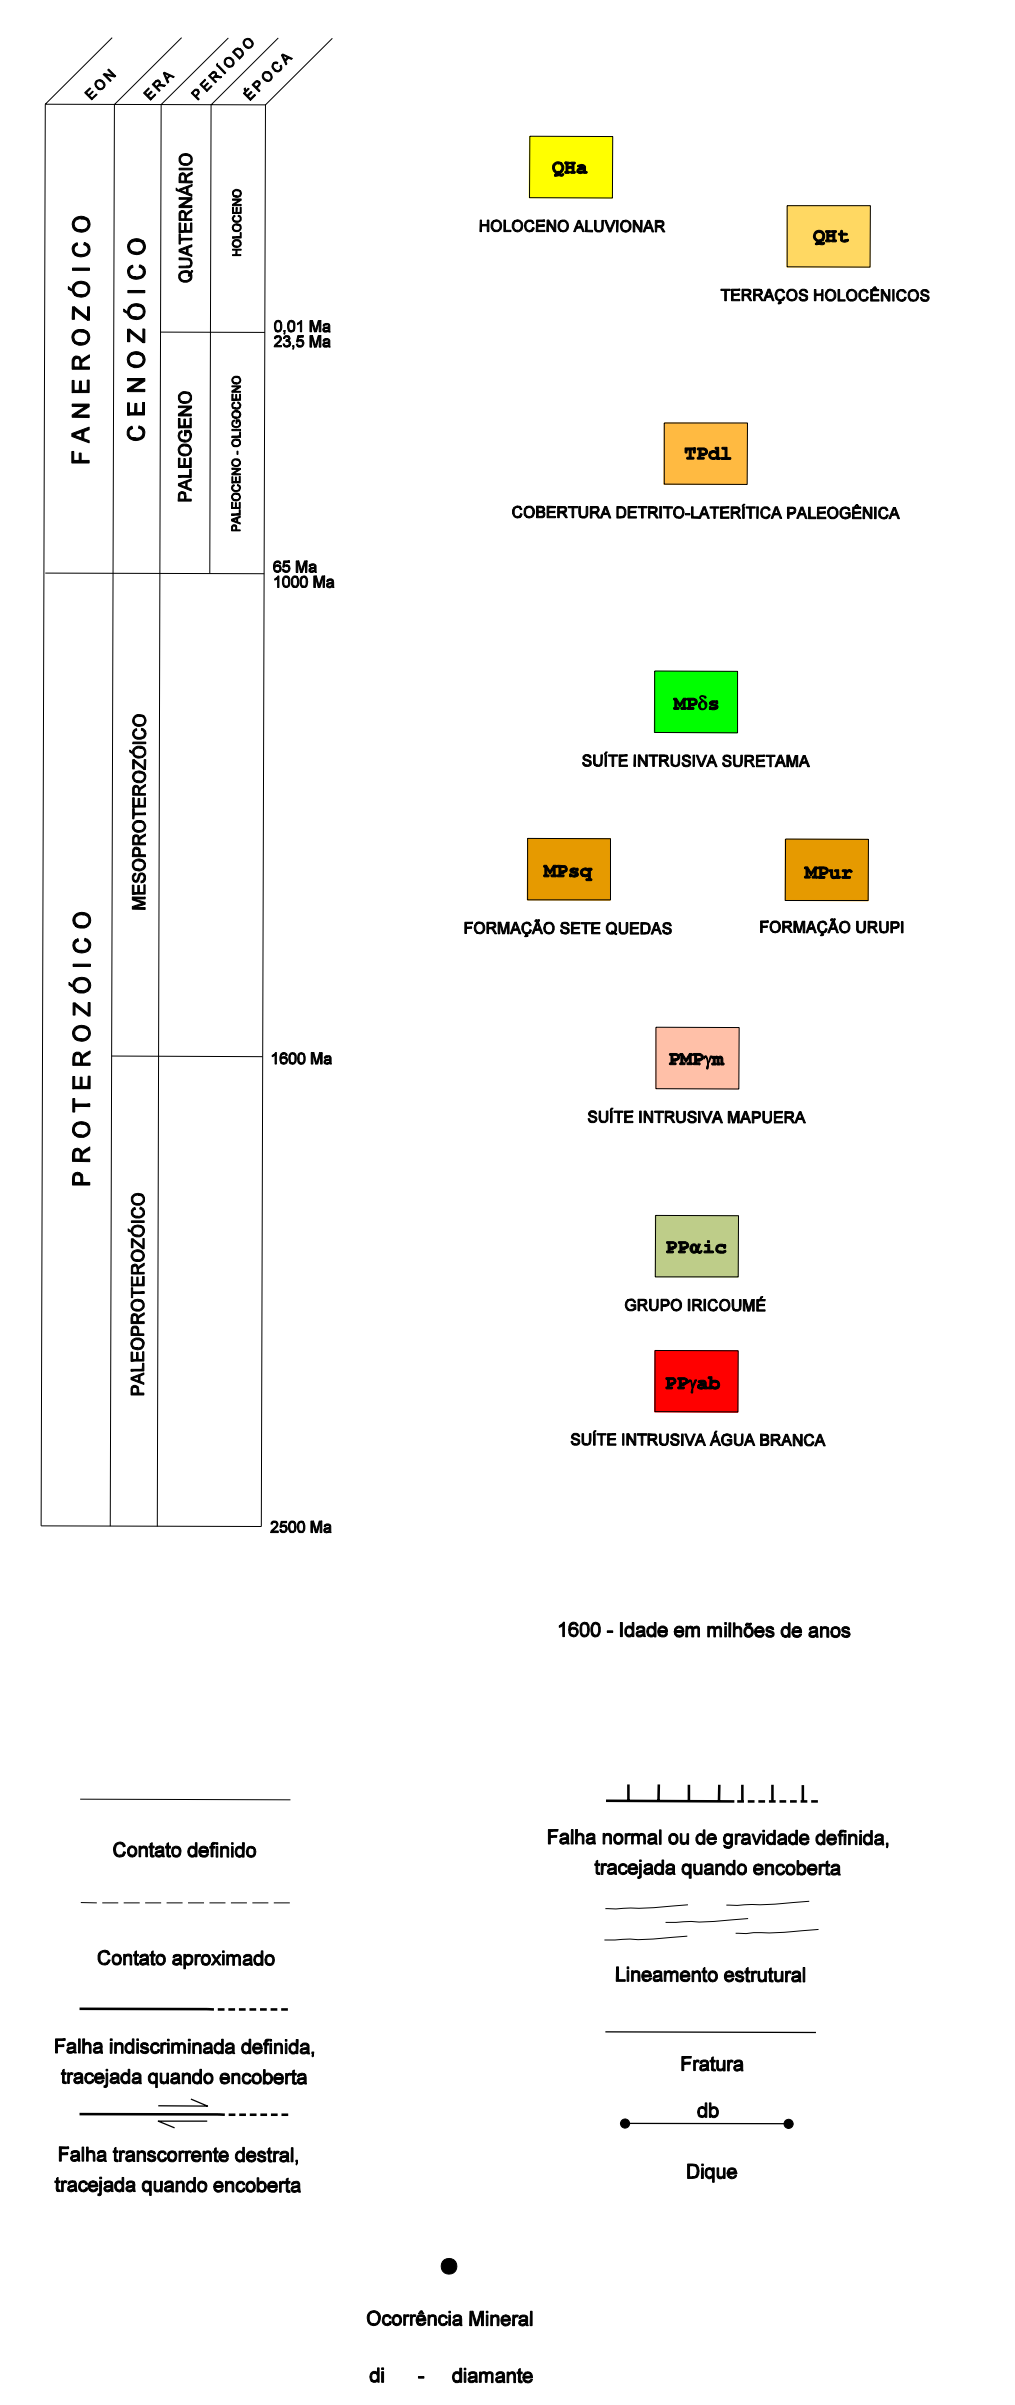 EON
ERA
PERÍODO
ÉPOCA
FANEROZÓICO
CENOZÓICO
QUATERNÁRIO
HOLOCENO
QHa
HOLOCENO ALUVIONAR
QHt
TERRAÇOS HOLOCÊNICOS
0,01 Ma
23,5 Ma
PALEOGENO
PALEOCENO - OLIGOCENO
TPdl
COBERTURA DETRITO-LATERÍTICA PALEOGÊNICA
65 Ma
1000 Ma
PROTEROZÓICO
MESOPROTEROZÓICO
MPδs
SUÍTE INTRUSIVA SURETAMA
MPsq
FORMAÇÃO SETE QUEDAS
MPur
FORMAÇÃO URUPI
1600 Ma
PMPγm
SUÍTE INTRUSIVA MAPUERA
PALEOPROTEROZÓICO
PPαic
GRUPO IRICOUMÉ
PPγab
SUÍTE INTRUSIVA ÁGUA BRANCA
2500 Ma
1600 - Idade em milhões de anos
Contato definido
Contato aproximado
Falha indiscriminada definida,
tracejada quando encoberta
Falha transcorrente destral,
tracejada quando encoberta
Falha normal ou de gravidade definida,
tracejada quando encoberta
Lineamento estrutural
Fratura
db
Dique
Ocorrência Mineral
di - diamante